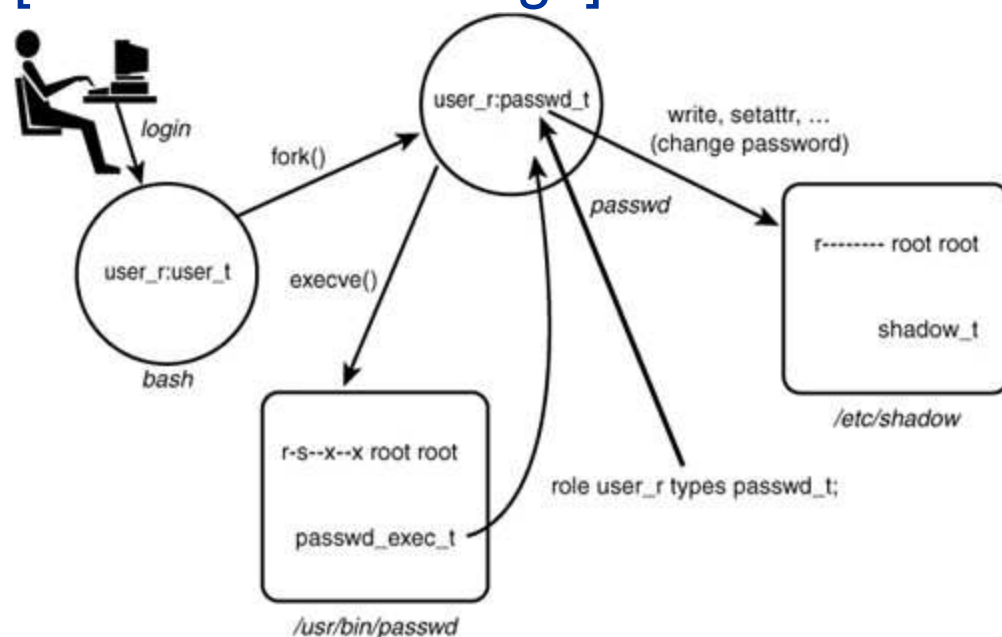 login
fork()
user_r:passwd_t
write, setattr, ...
(change password)
passwd
r-------- root root
shadow_t
/etc/shadow
user_r:user_t
bash
execve()
r-s--x--x root root
passwd_exec_t
/usr/bin/passwd
role user_r types passwd_t;